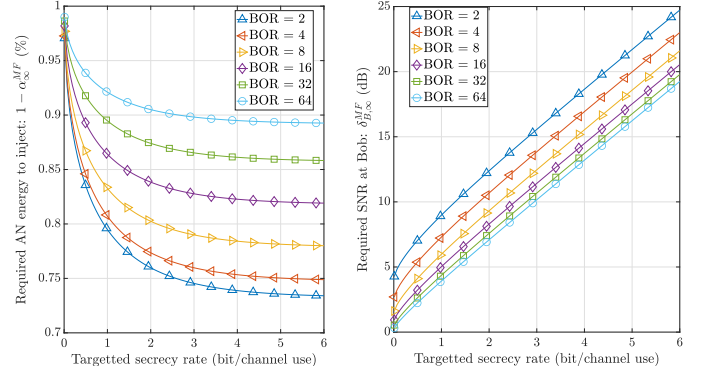 Required AN energy to inject: 1 − α_∞^{MF} (%)
1
0.95
0.9
0.85
0.8
0.75
0.7
0
1
2
3
4
5
6
Targetted secrecy rate (bit/channel use)
BOR = 2
BOR = 4
BOR = 8
BOR = 16
BOR = 32
BOR = 64
Required SNR at Bob: δ_{B,∞}^{MF} (dB)
25
20
15
10
5
0
0
1
2
3
4
5
6
Targetted secrecy rate (bit/channel use)
BOR = 2
BOR = 4
BOR = 8
BOR = 16
BOR = 32
BOR = 64